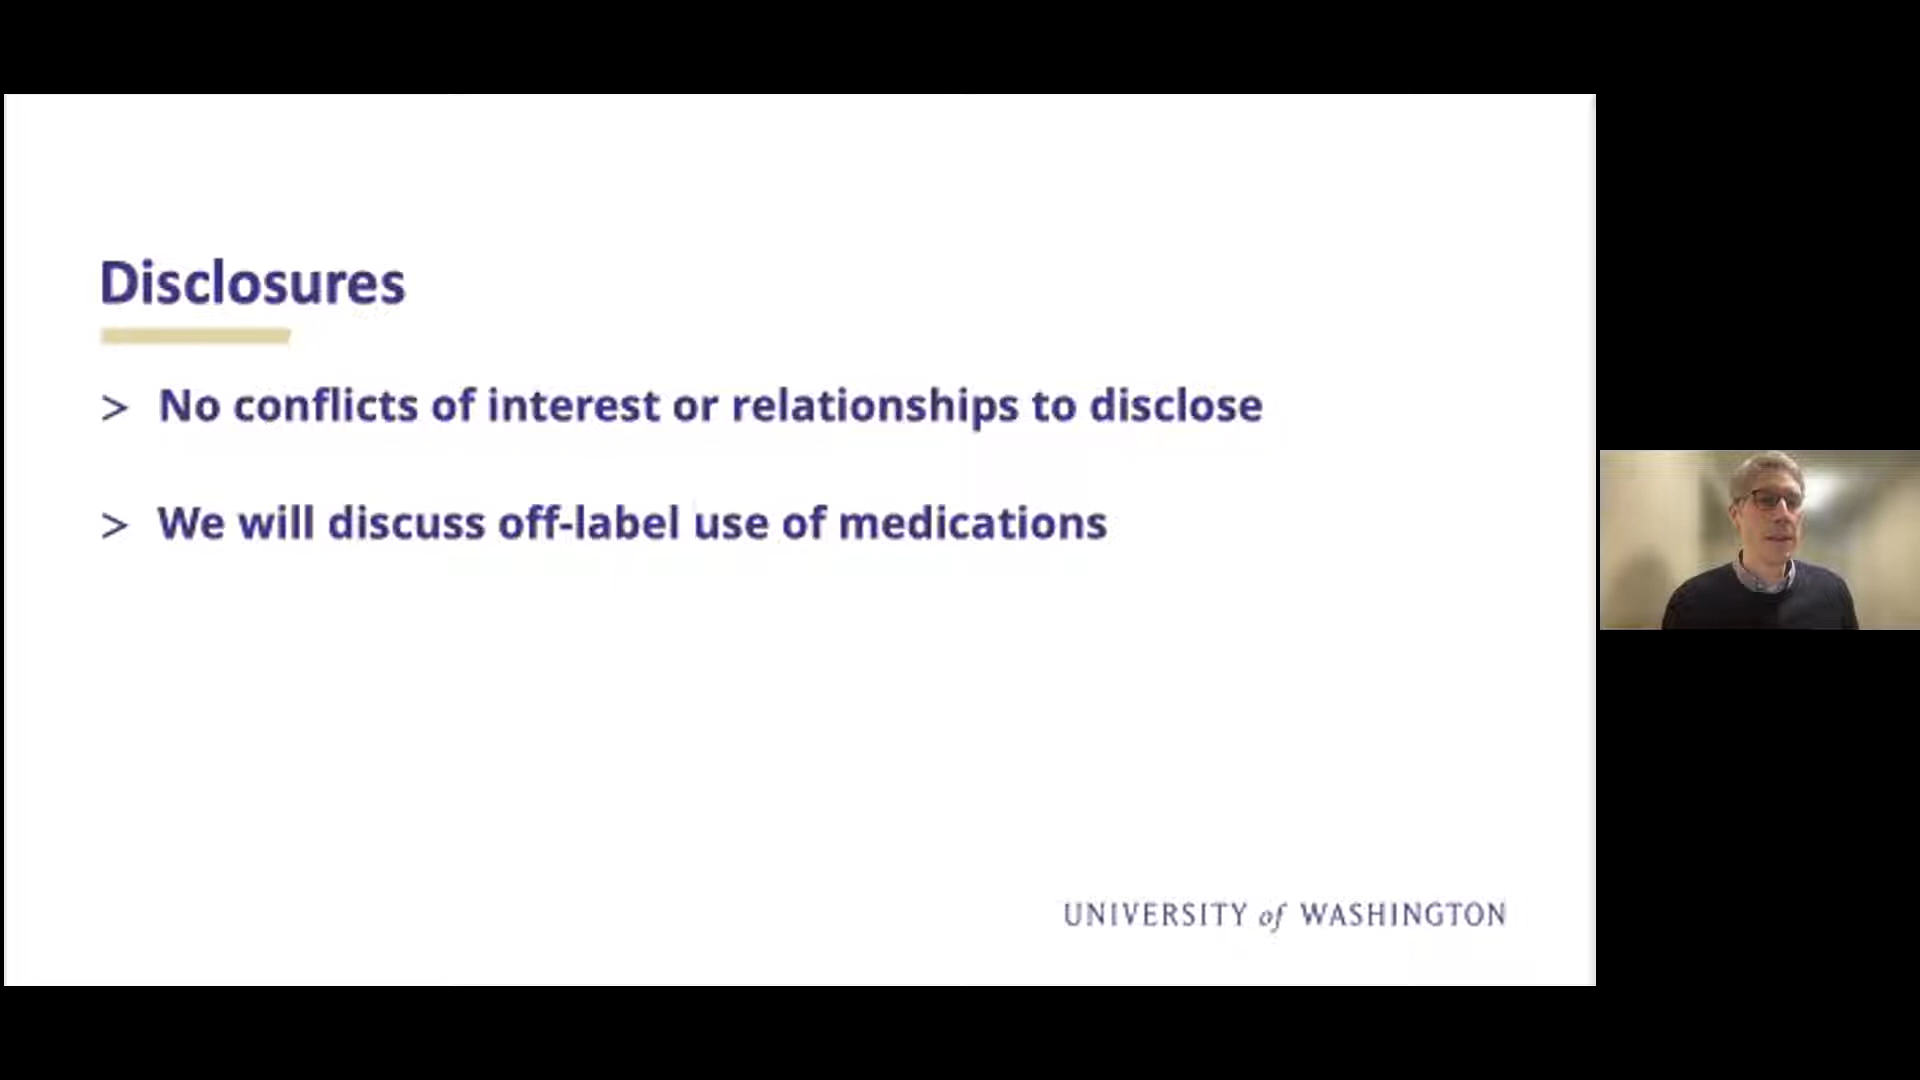 Disclosures
> No conflicts of interest or relationships to disclose
> We will discuss off-label use of medications
UNIVERSITY of WASHINGTON